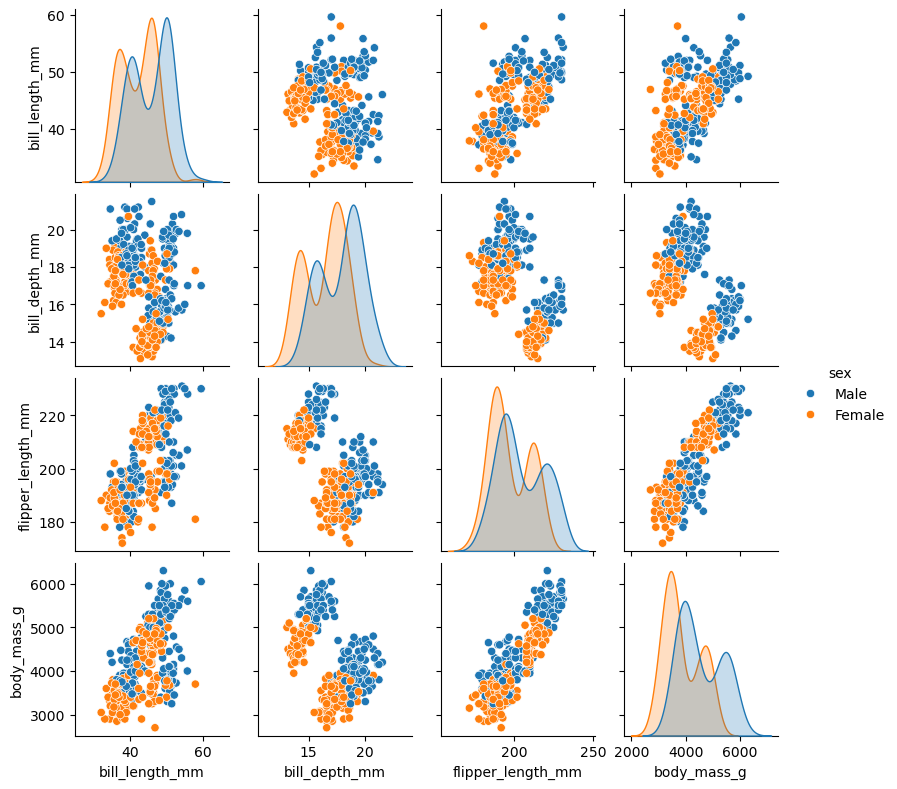 60
50
40
bill_length_mm
20
18
16
14
bill_depth_mm
220
200
180
flipper_length_mm
6000
5000
4000
3000
body_mass_g
40 60
bill_length_mm
15 20
bill_depth_mm
200 250
flipper_length_mm
2000 4000 6000
body_mass_g
sex
Male
Female